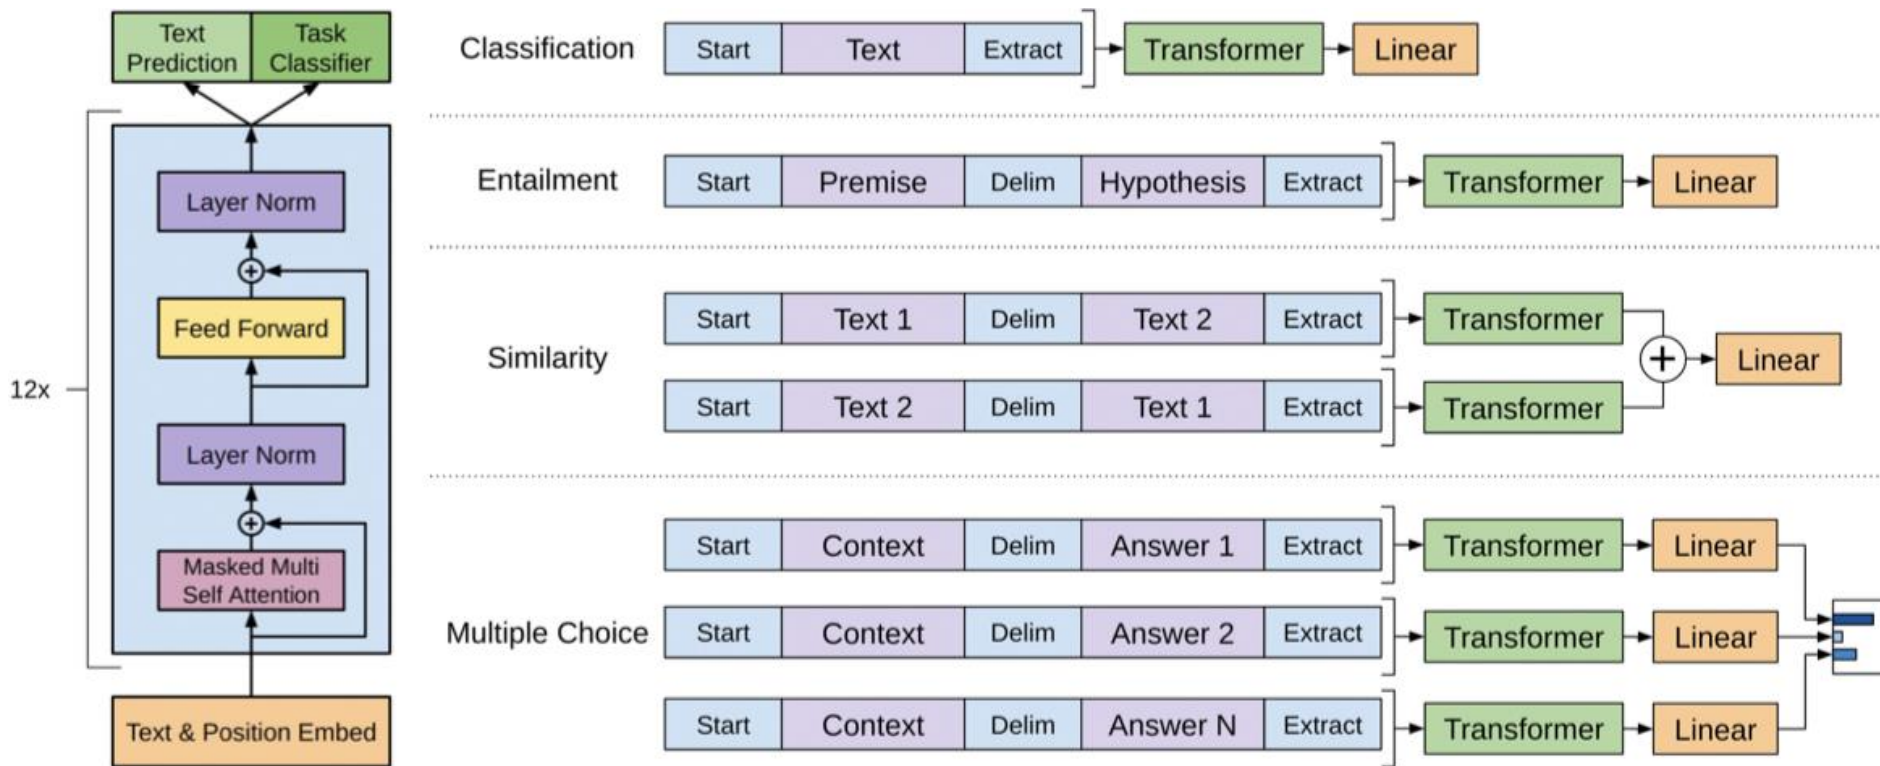 Text
Prediction
Task
Classifier
Layer Norm
Feed Forward
12x
Layer Norm
Masked Multi
Self Attention
Text & Position Embed
Classification Start Text Extract Transformer Linear
Entailment Start Premise Delim Hypothesis Extract Transformer Linear
Similarity
Start Text 1 Delim Text 2 Extract Transformer
Start Text 2 Delim Text 1 Extract Transformer
+ Linear
Multiple Choice
Start Context Delim Answer 1 Extract Transformer Linear
Start Context Delim Answer 2 Extract Transformer Linear
Start Context Delim Answer N Extract Transformer Linear